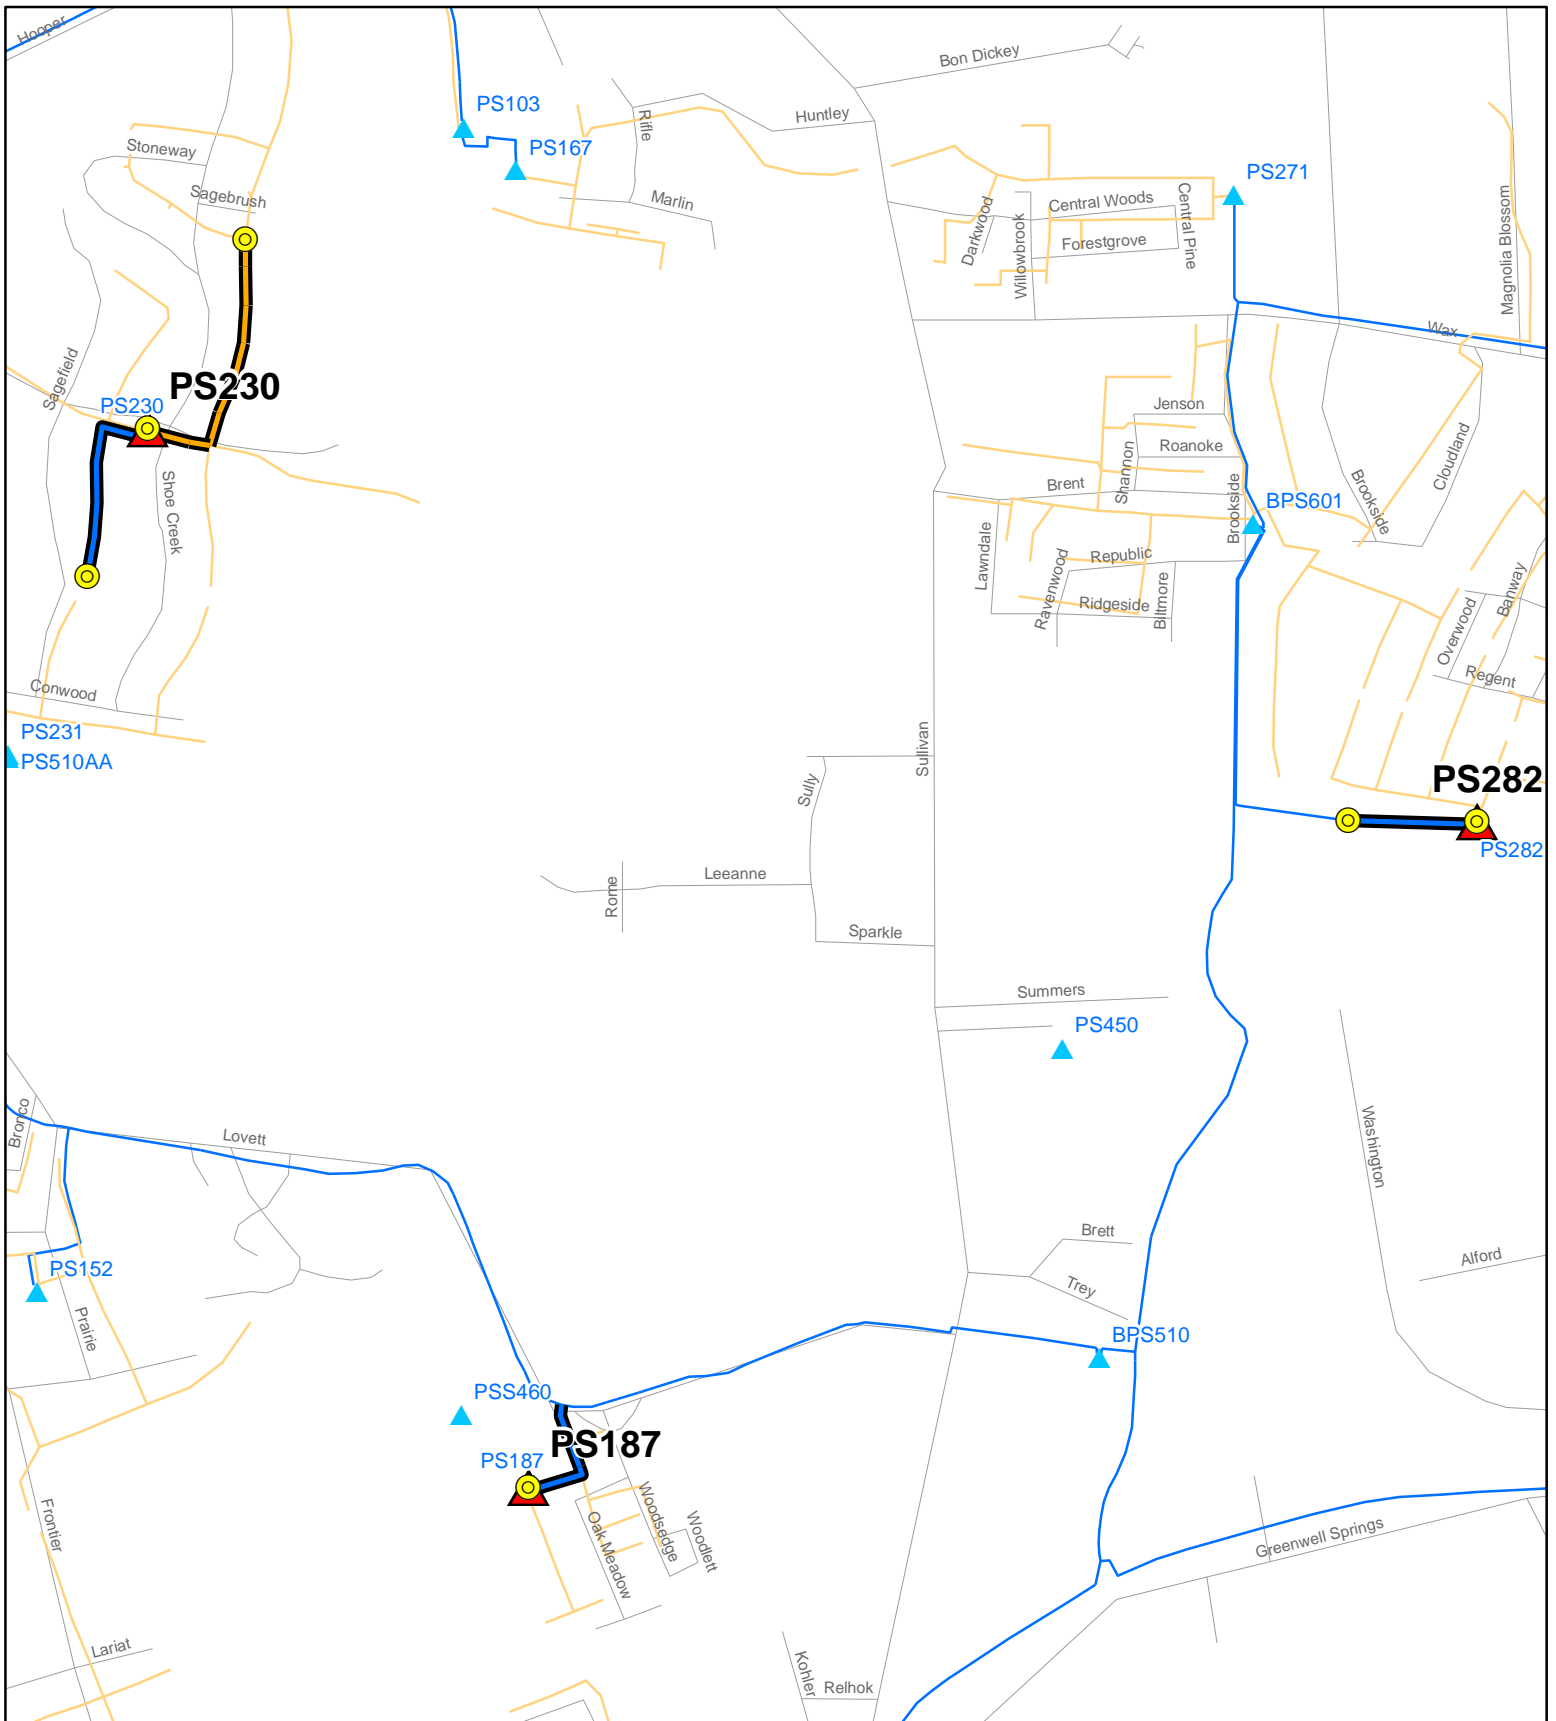 Hooper
Bon Dickey
PS103
Huntley
Rifle
Stoneway
PS167
PS271
Sagebrush
Marlin
Central Woods
Central Pine
Darkwood
Willowbrook
Forestgrove
Magnolia Blossom
Wax
Sagefield
PS230
PS230
Jenson
Roanoke
Shannon
Brent
Brookside
BPS601
Brookside
Cloudland
Shoe Creek
Lawndale
Ravenwood
Republic
Ridgeside
Biltmore
Banway
Overwood
Regent
Conwood
PS231
PS510AA
Sullivan
Sully
PS282
PS282
Leeanne
Rome
Sparkle
Summers
PS450
Bronco
Lovett
Washington
Brett
Alford
PS152
Trey
Prairie
BPS510
PSS460
PS187
PS187
Frontier
Woodsedge
Woodlett
Oak Meadow
Greenwell Springs
Lariat
Kohler
Relhok